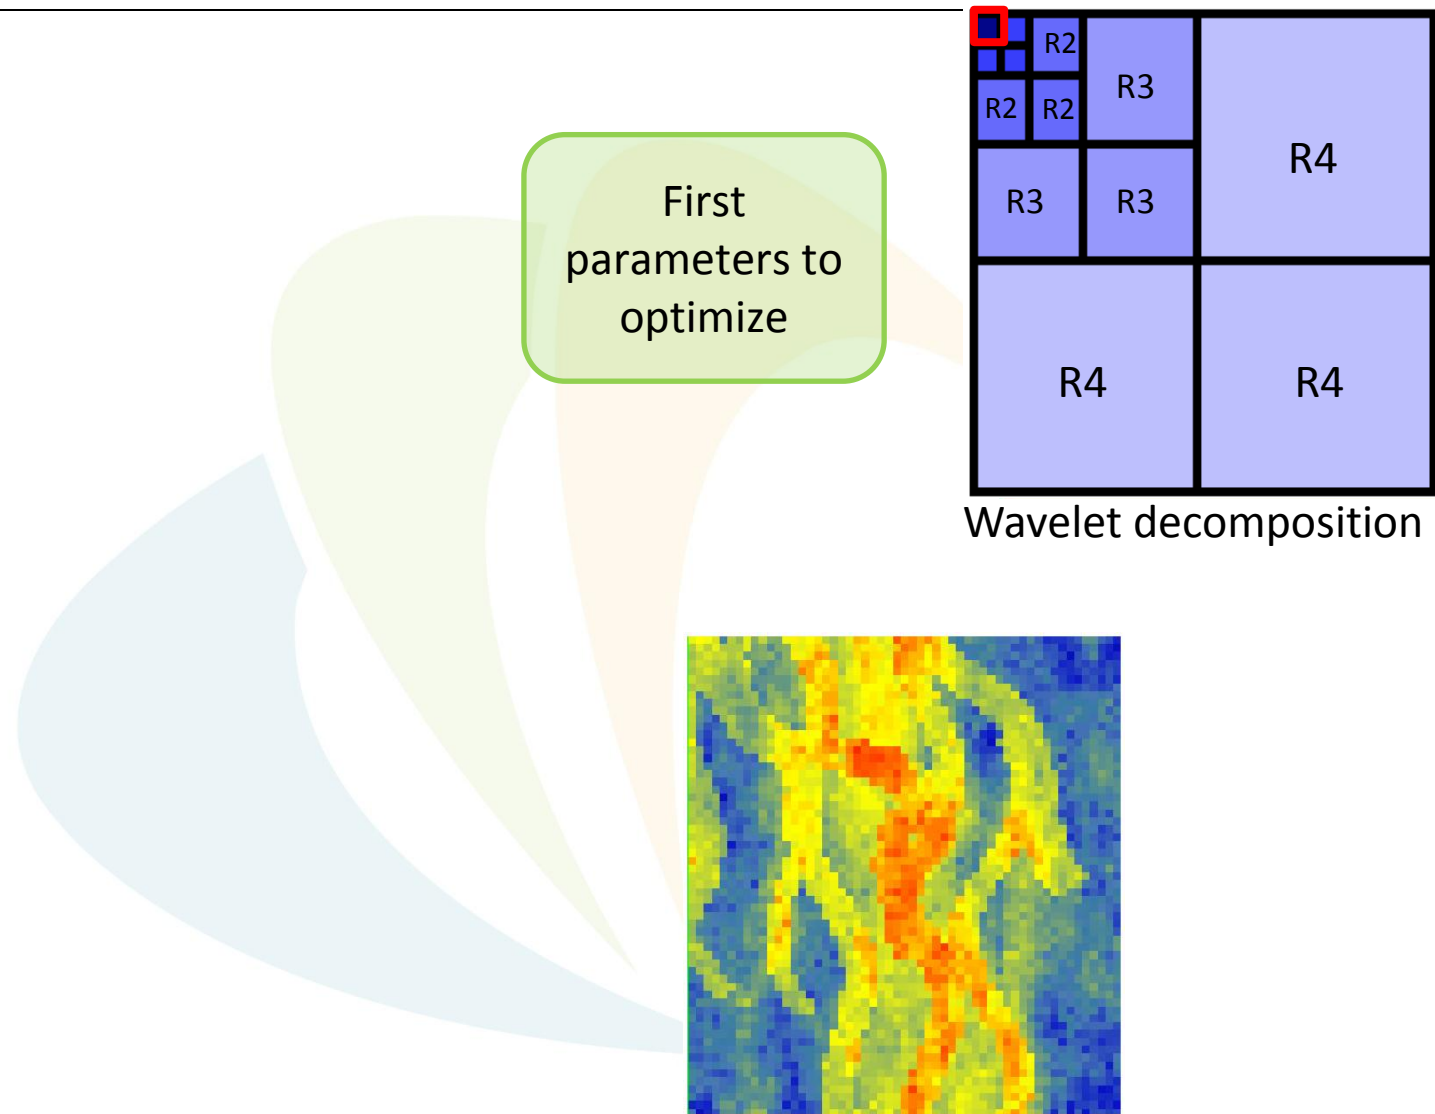 R2
R3
R2
R2
R4
First
parameters to
optimize
R3
R3
R4
R4
Wavelet decomposition